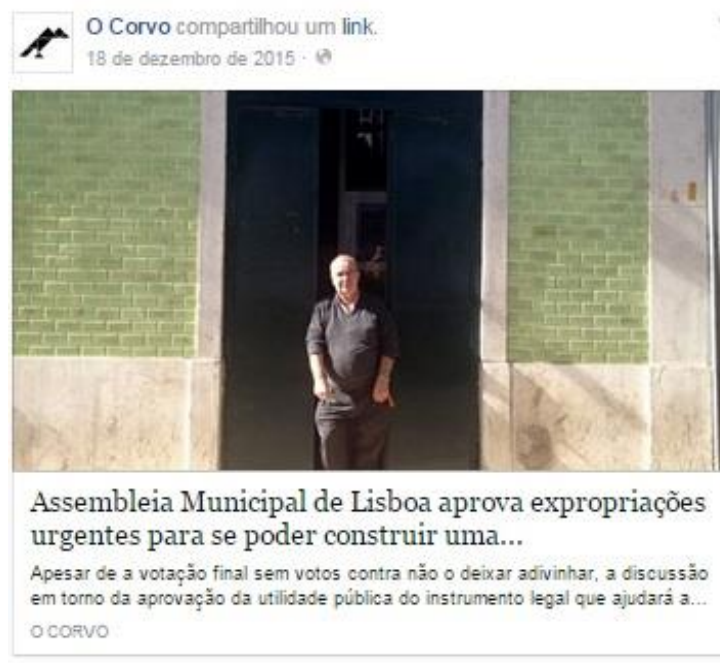 O Corvo compartilhou um link.
18 de dezembro de 2015 ·
Assembleia Municipal de Lisboa aprova expropriações
urgentes para se poder construir uma...
Apesar de a votação final sem votos contra não o deixar adivinhar, a discussão
em torno da aprovação da utilidade pública do instrumento legal que ajudará a...
O CORVO